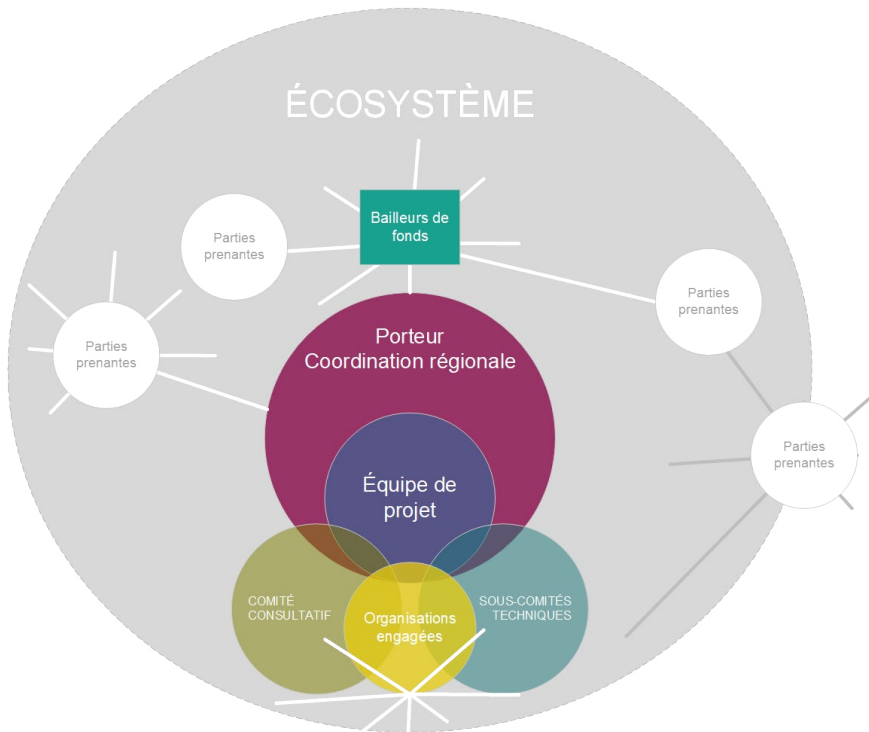 ÉCOSYSTÈME
Bailleurs de
fonds
Parties
prenantes
Parties
prenantes
Parties
prenantes
Porteur
Coordination régionale
Parties
prenantes
Équipe de
projet
COMITÉ
CONSULTATIF
Organisations
engagées
SOUS-COMITÉS
TECHNIQUES